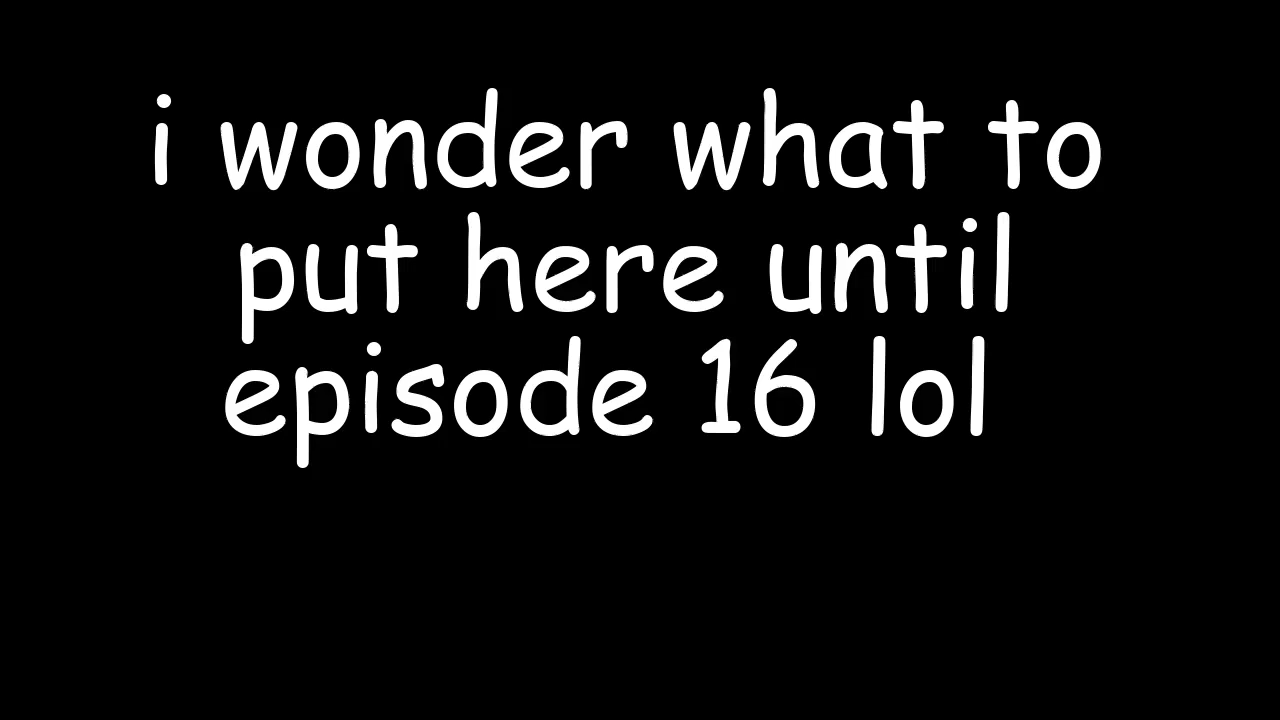 i wonder what to
put here until
episode 16 lol